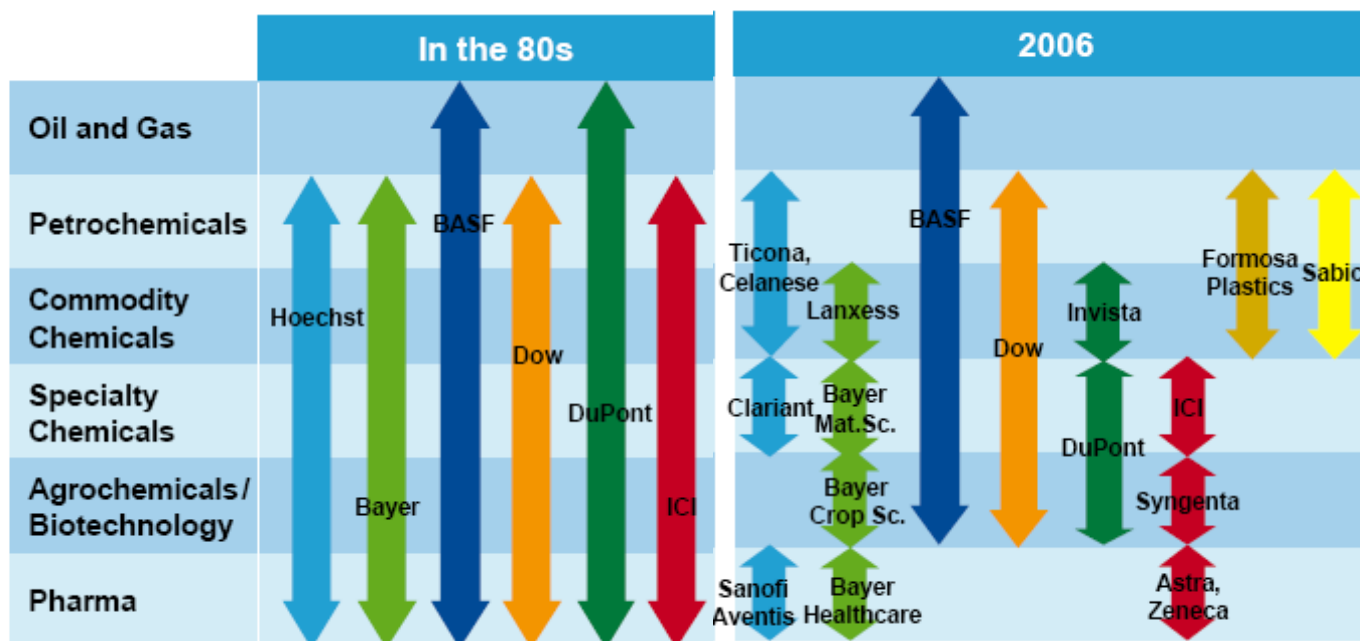 In the 80s
2006
Oil and Gas
Petrochemicals
Commodity
Chemicals
Specialty
Chemicals
Agrochemicals /
Biotechnology
Pharma
Hoechst
Bayer
BASF
Dow
DuPont
ICI
Ticona,
Celanese
Clariant
Sanofi
Aventis
Lanxess
Bayer
Mat.Sc.
Bayer
Crop Sc.
Bayer
Healthcare
BASF
Dow
Invista
DuPont
ICI
Syngenta
Astra,
Zeneca
Formosa
Plastics
Sabic